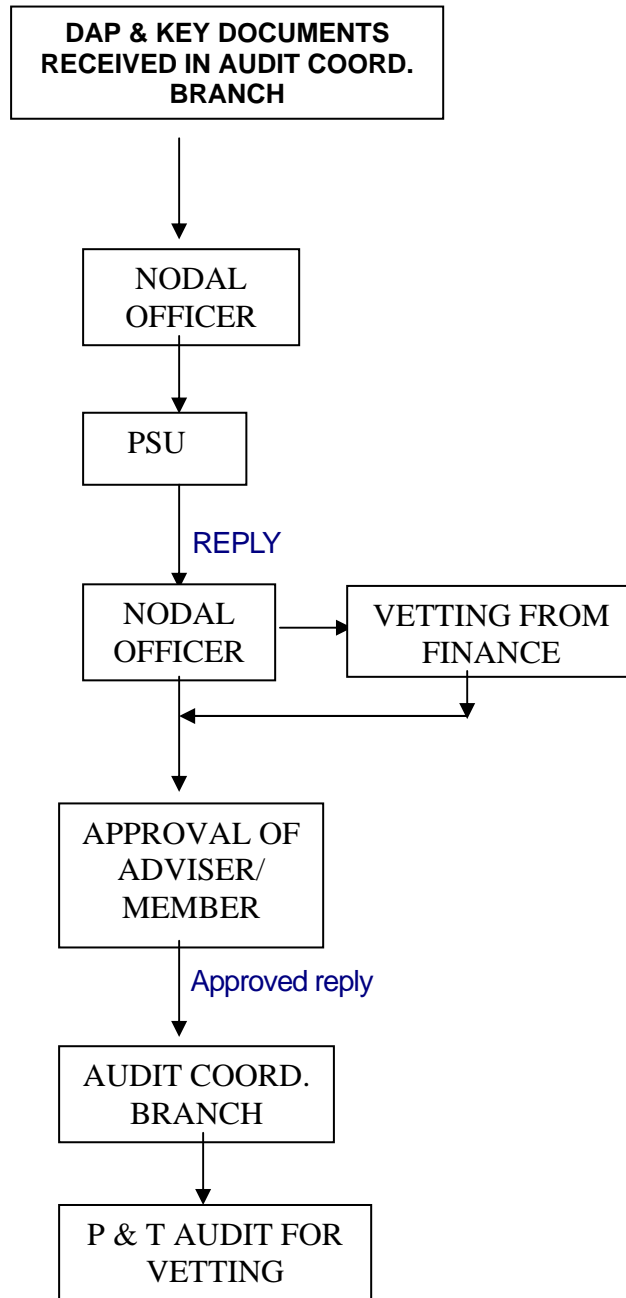 DAP & KEY DOCUMENTS
RECEIVED IN AUDIT COORD.
BRANCH
NODAL
OFFICER
PSU
REPLY
NODAL
OFFICER
VETTING FROM
FINANCE
APPROVAL OF
ADVISER/
MEMBER
Approved reply
AUDIT COORD.
BRANCH
P & T AUDIT FOR
VETTING